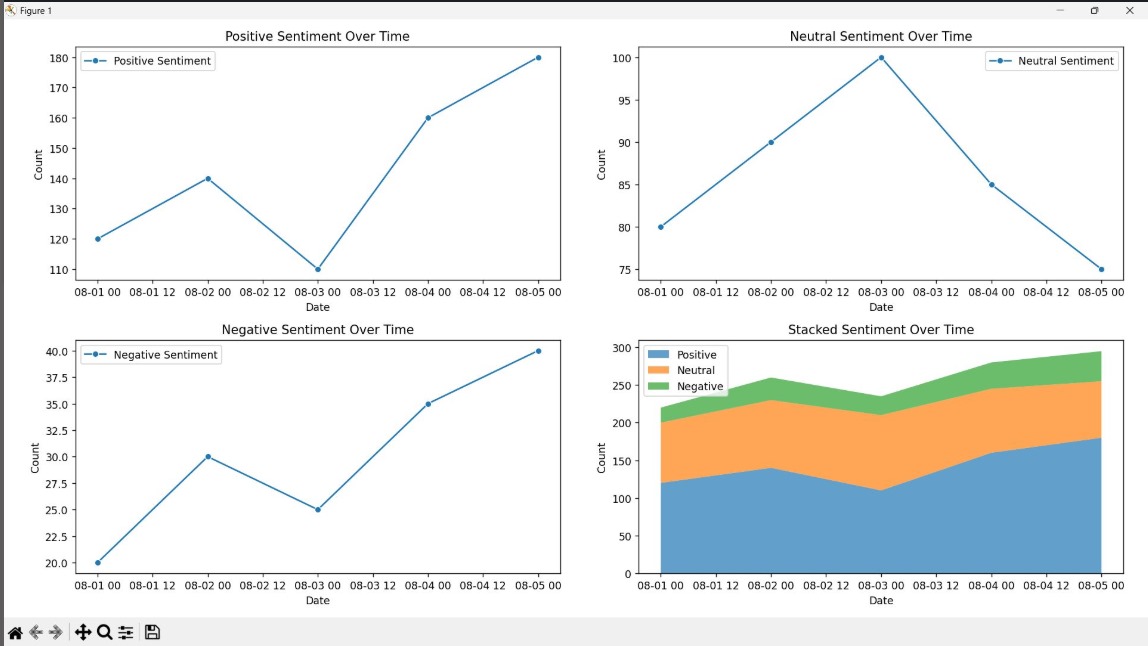 Figure 1
Positive Sentiment Over Time
Positive Sentiment
Count
180
170
160
150
140
130
120
110
08-01 00 08-01 12 08-02 00 08-02 12 08-03 00 08-03 12 08-04 00 08-04 12 08-05 00
Date
Neutral Sentiment Over Time
Neutral Sentiment
Count
100
95
90
85
80
75
08-01 00 08-01 12 08-02 00 08-02 12 08-03 00 08-03 12 08-04 00 08-04 12 08-05 00
Date
Negative Sentiment Over Time
Negative Sentiment
Count
40.0
37.5
35.0
32.5
30.0
27.5
25.0
22.5
20.0
08-01 00 08-01 12 08-02 00 08-02 12 08-03 00 08-03 12 08-04 00 08-04 12 08-05 00
Date
Stacked Sentiment Over Time
Positive
Neutral
Negative
Count
300
250
200
150
100
50
0
08-01 00 08-01 12 08-02 00 08-02 12 08-03 00 08-03 12 08-04 00 08-04 12 08-05 00
Date